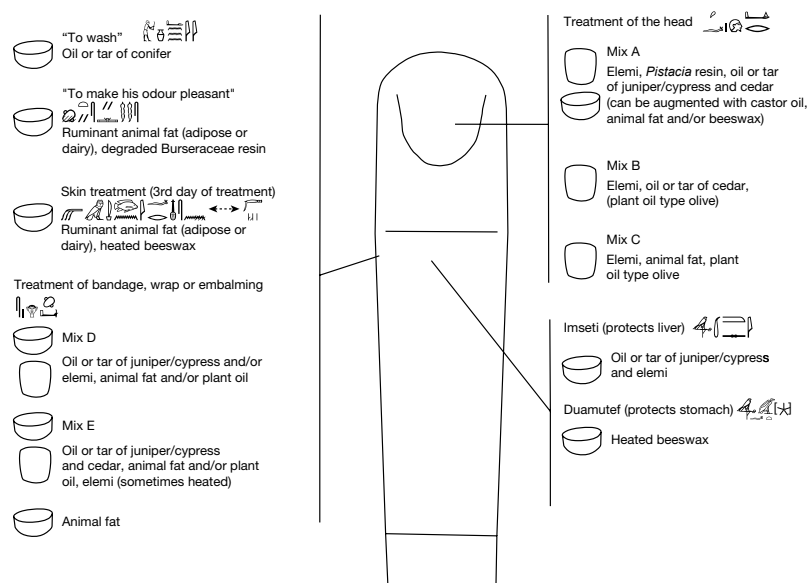 "To wash"
Oil or tar of conifer
"To make his odour pleasant"
Ruminant animal fat (adipose or
dairy), degraded Burseraceae resin
Skin treatment (3rd day of treatment)
Ruminant animal fat (adipose or
dairy), heated beeswax
Treatment of bandage, wrap or embalming
Mix D
Oil or tar of juniper/cypress and/or
elemi, animal fat and/or plant oil
Mix E
Oil or tar of juniper/cypress
and cedar, animal fat and/or plant
oil, elemi (sometimes heated)
Animal fat
Treatment of the head
Mix A
Elemi, Pistacia resin, oil or tar
of juniper/cypress and cedar
(can be augmented with castor oil,
animal fat and/or beeswax)
Mix B
Elemi, oil or tar of cedar,
(plant oil type olive)
Mix C
Elemi, animal fat, plant
oil type olive
Imseti (protects liver)
Oil or tar of juniper/cypress
and elemi
Duamutef (protects stomach)
Heated beeswax